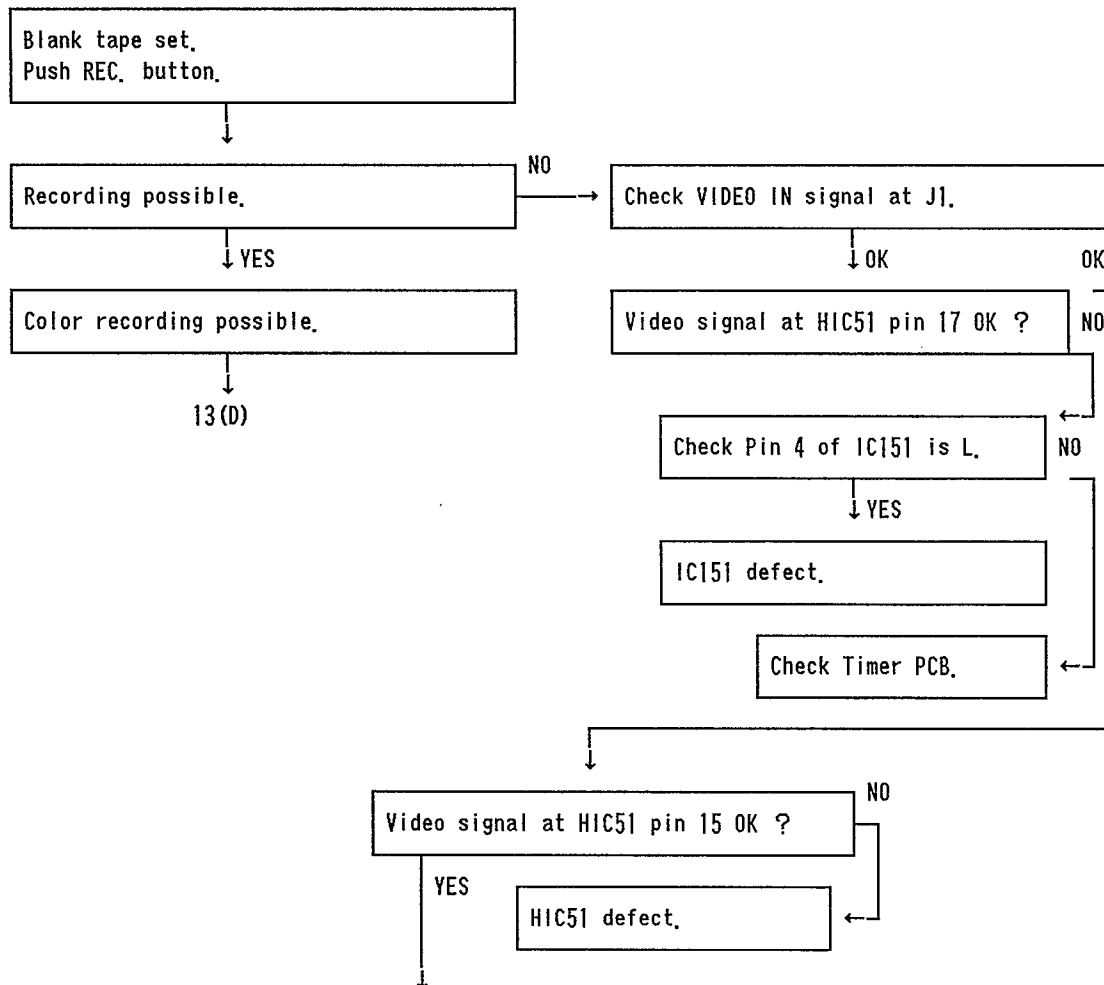 Blank tape set.
Push REC. button.
NO
Recording possible.
Check VIDEO IN signal at J1.
YES
OK
OK
Color recording possible.
Video signal at HIC51 pin 17 OK ?
NO
13(D)
Check Pin 4 of IC151 is L.
NO
YES
IC151 defect.
Check Timer PCB.
NO
Video signal at HIC51 pin 15 OK ?
YES
HIC51 defect.